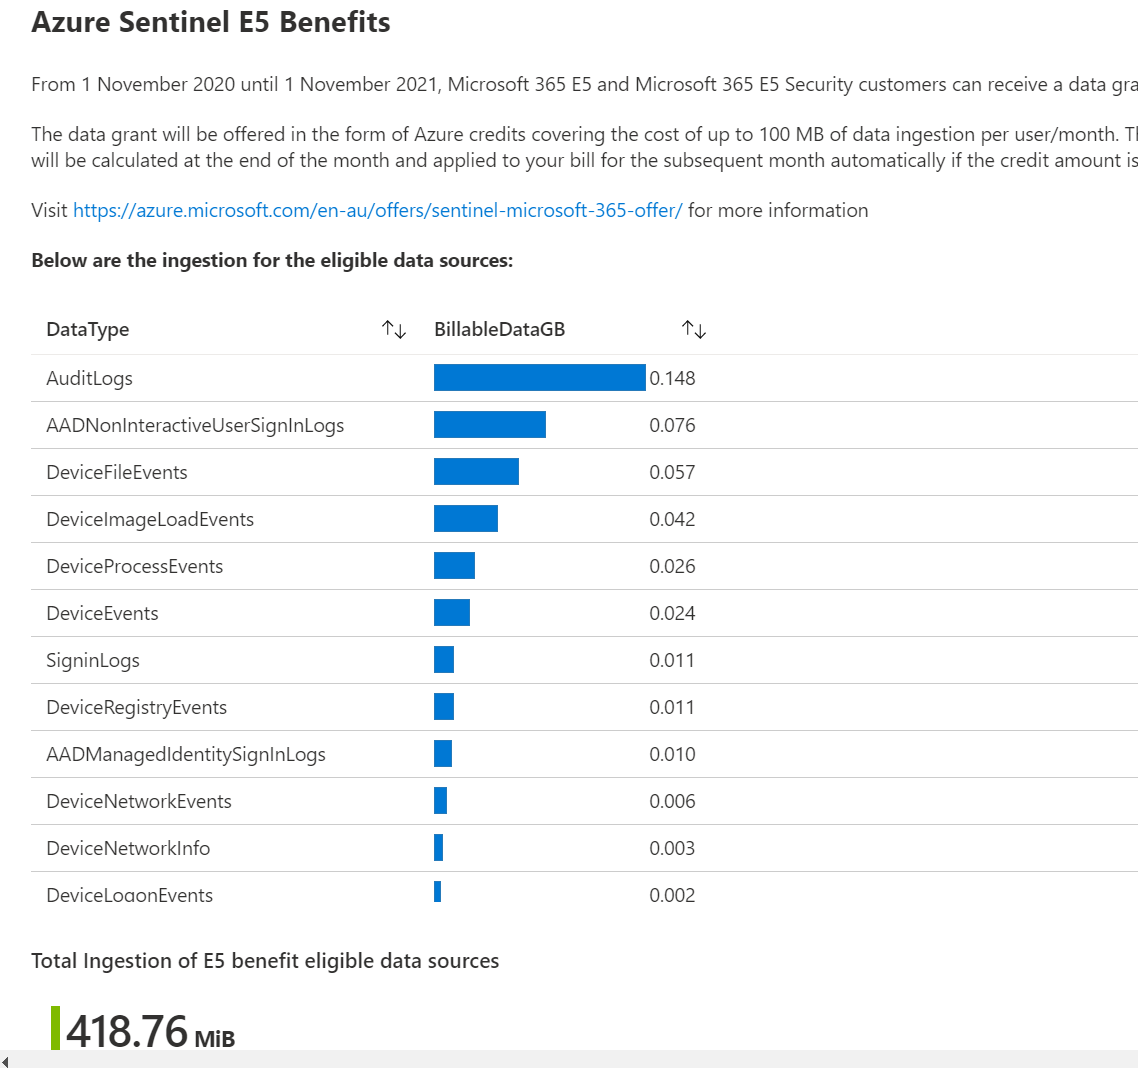 Azure Sentinel E5 Benefits
From 1 November 2020 until 1 November 2021, Microsoft 365 E5 and Microsoft 365 E5 Security customers can receive a data gra
The data grant will be offered in the form of Azure credits covering the cost of up to 100 MB of data ingestion per user/month. Th
will be calculated at the end of the month and applied to your bill for the subsequent month automatically if the credit amount is
Visit https://azure.microsoft.com/en-au/offers/sentinel-microsoft-365-offer/ for more information
Below are the ingestion for the eligible data sources:
DataType BillableDataGB
AuditLogs 0.148
AADNonInteractiveUserSignInLogs 0.076
DeviceFileEvents 0.057
DeviceImageLoadEvents 0.042
DeviceProcessEvents 0.026
DeviceEvents 0.024
SigninLogs 0.011
DeviceRegistryEvents 0.011
AADManagedIdentitySignInLogs 0.010
DeviceNetworkEvents 0.006
DeviceNetworkInfo 0.003
DeviceLogonEvents 0.002
Total Ingestion of E5 benefit eligible data sources
418.76 MiB